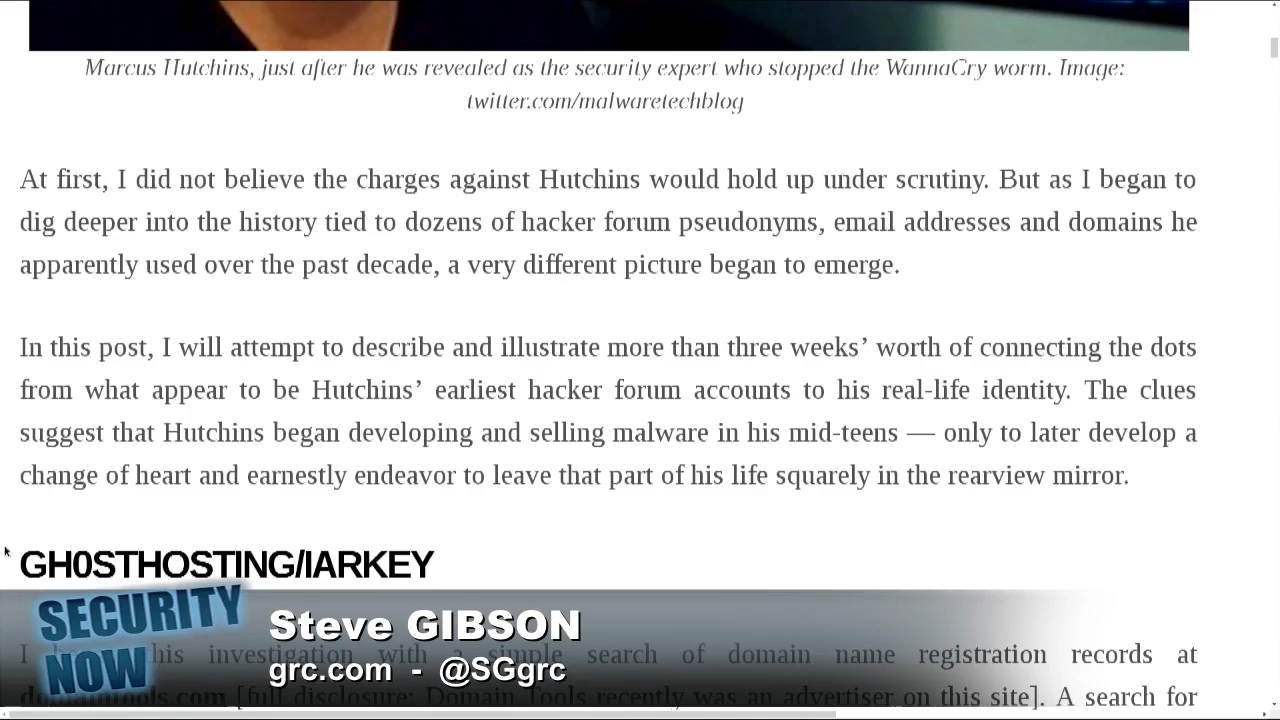 Marcus Hutchins, just after he was revealed as the security expert who stopped the WannaCry worm. Image:
twitter.com/malwaretechblog
At first, I did not believe the charges against Hutchins would hold up under scrutiny. But as I began to
dig deeper into the history tied to dozens of hacker forum pseudonyms, email addresses and domains he
apparently used over the past decade, a very different picture began to emerge.
In this post, I will attempt to describe and illustrate more than three weeks’ worth of connecting the dots
from what appear to be Hutchins’ earliest hacker forum accounts to his real-life identity. The clues
suggest that Hutchins began developing and selling malware in his mid-teens — only to later develop a
change of heart and earnestly endeavor to leave that part of his life squarely in the rearview mirror.
GH0STHOSTING/IARKEY
I this investigation with a simple search of domain name registration records at
domaintools.com [full disclosure: Domain Tools recently was an advertiser on this site]. A search for
SECURITY
NOW
Steve GIBSON
grc.com - @SGgrc